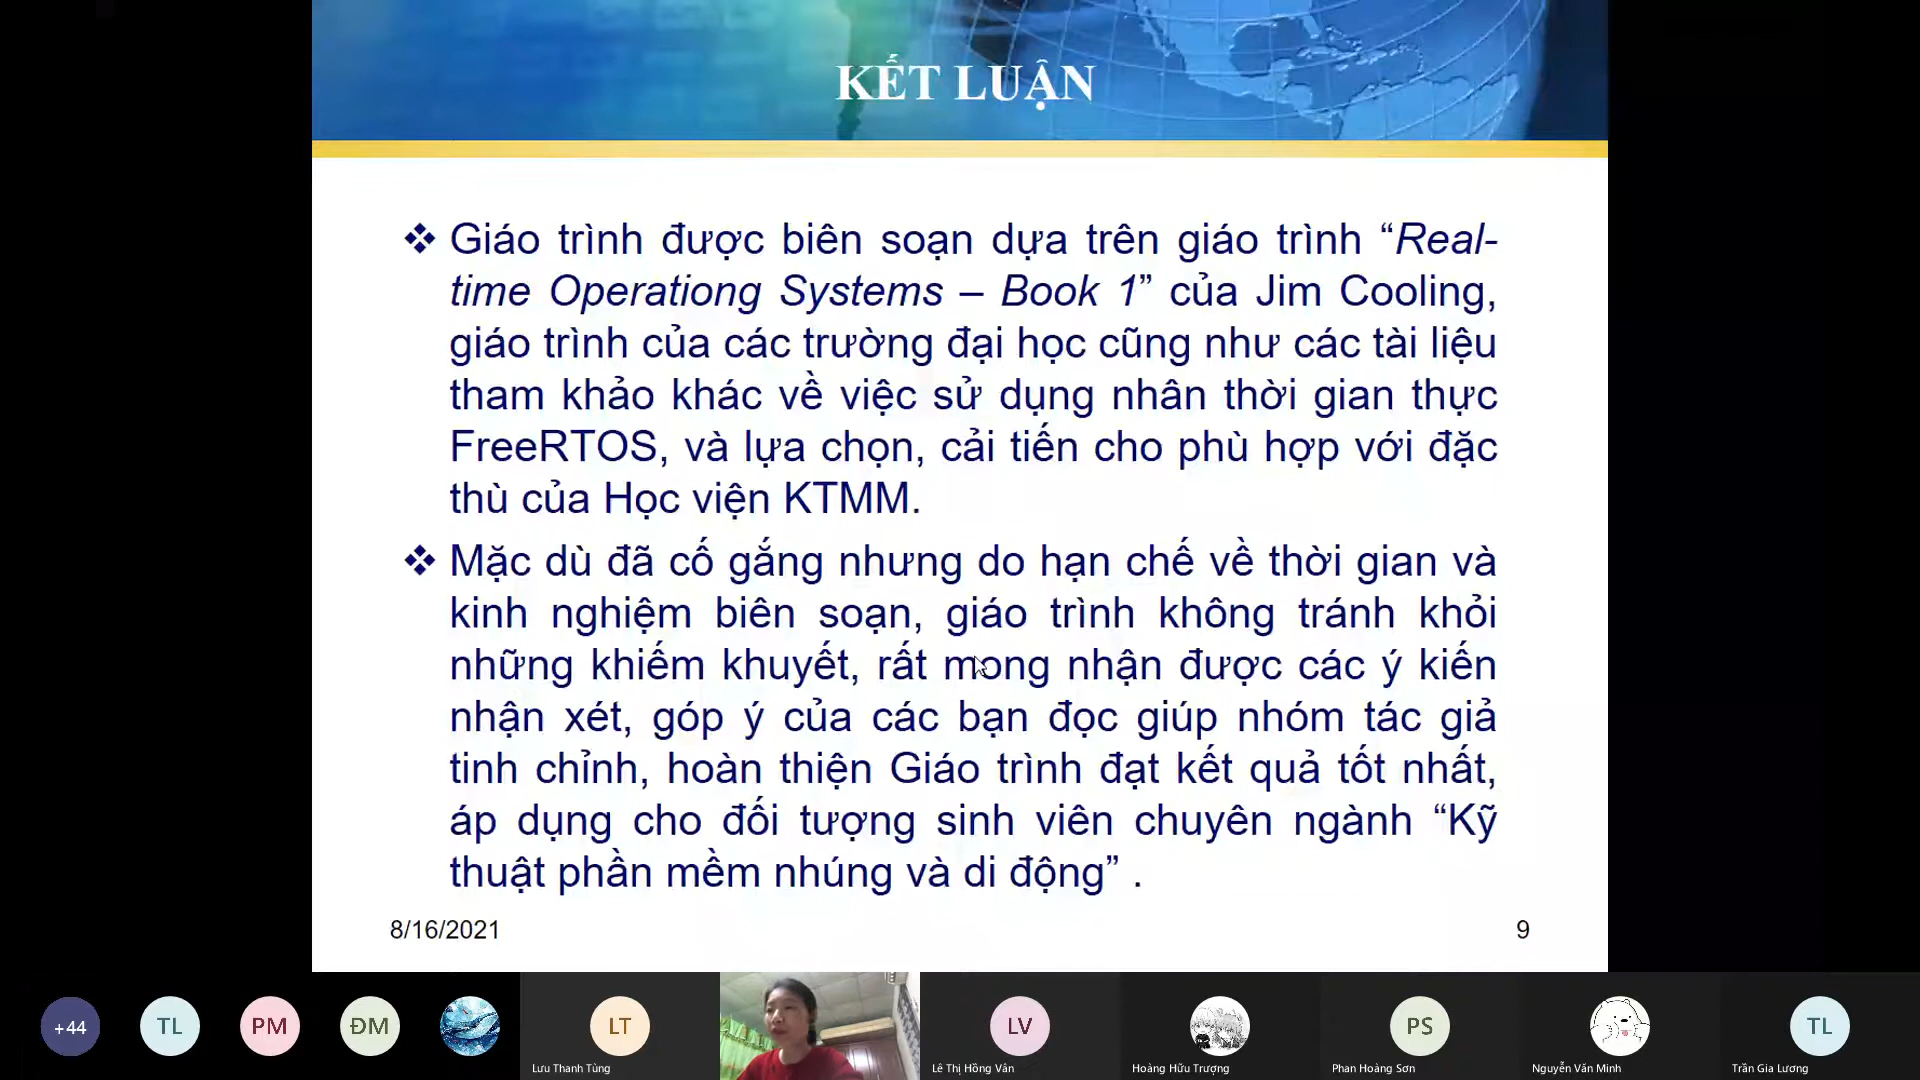 KẾT LUẬN
❖ Giáo trình được biên soạn dựa trên giáo trình “Real-
time Operationg Systems – Book 1” của Jim Cooling,
giáo trình của các trường đại học cũng như các tài liệu
tham khảo khác về việc sử dụng nhân thời gian thực
FreeRTOS, và lựa chọn, cải tiến cho phù hợp với đặc
thù của Học viện KTMM.
❖ Mặc dù đã cố gắng nhưng do hạn chế về thời gian và
kinh nghiệm biên soạn, giáo trình không tránh khỏi
những khiếm khuyết, rất mong nhận được các ý kiến
nhận xét, góp ý của các bạn đọc giúp nhóm tác giả
tinh chỉnh, hoàn thiện Giáo trình đạt kết quả tốt nhất,
áp dụng cho đối tượng sinh viên chuyên ngành “Kỹ
thuật phần mềm nhúng và di động” .
8/16/2021
9
+44
TL
PM
ĐM
LT
LV
PS
TL
Lưu Thanh Tùng
Lê Thị Hồng Vân
Hoàng Hữu Trượng
Phan Hoàng Sơn
Nguyễn Văn Minh
Trần Gia Lương